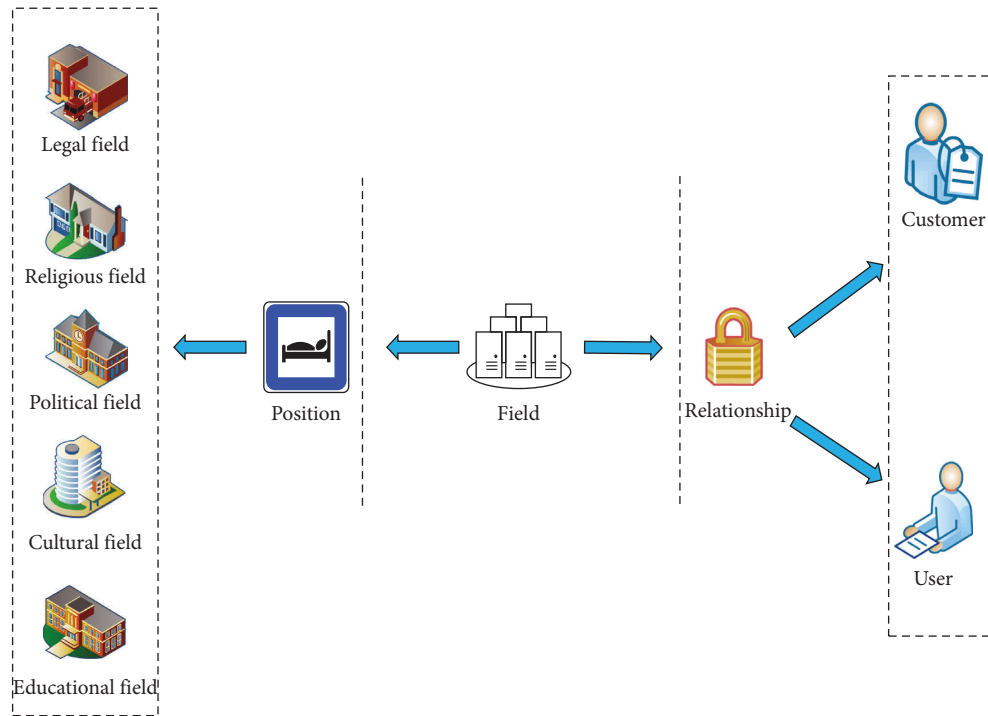 Legal field
Religious field
Political field
Cultural field
Educational field
Position
Field
Relationship
Customer
User